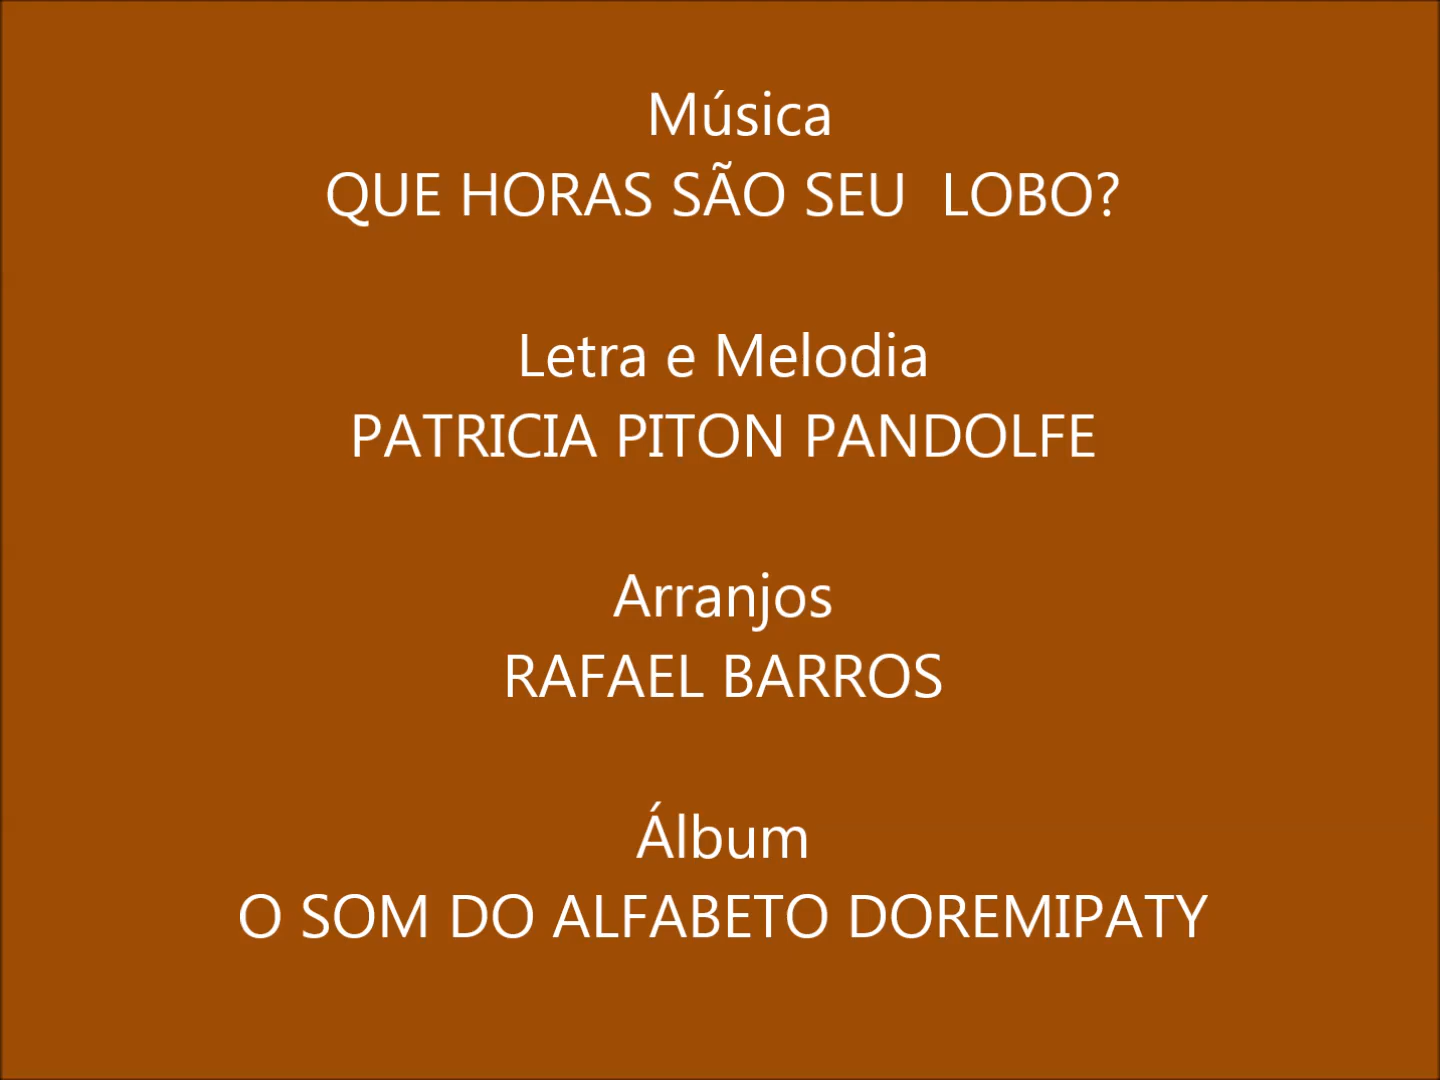 Música
QUE HORAS SÃO SEU  LOBO?
Letra e Melodia
PATRICIA PITON PANDOLFE
Arranjos
RAFAEL BARROS
Álbum
O SOM DO ALFABETO DOREMIPATY